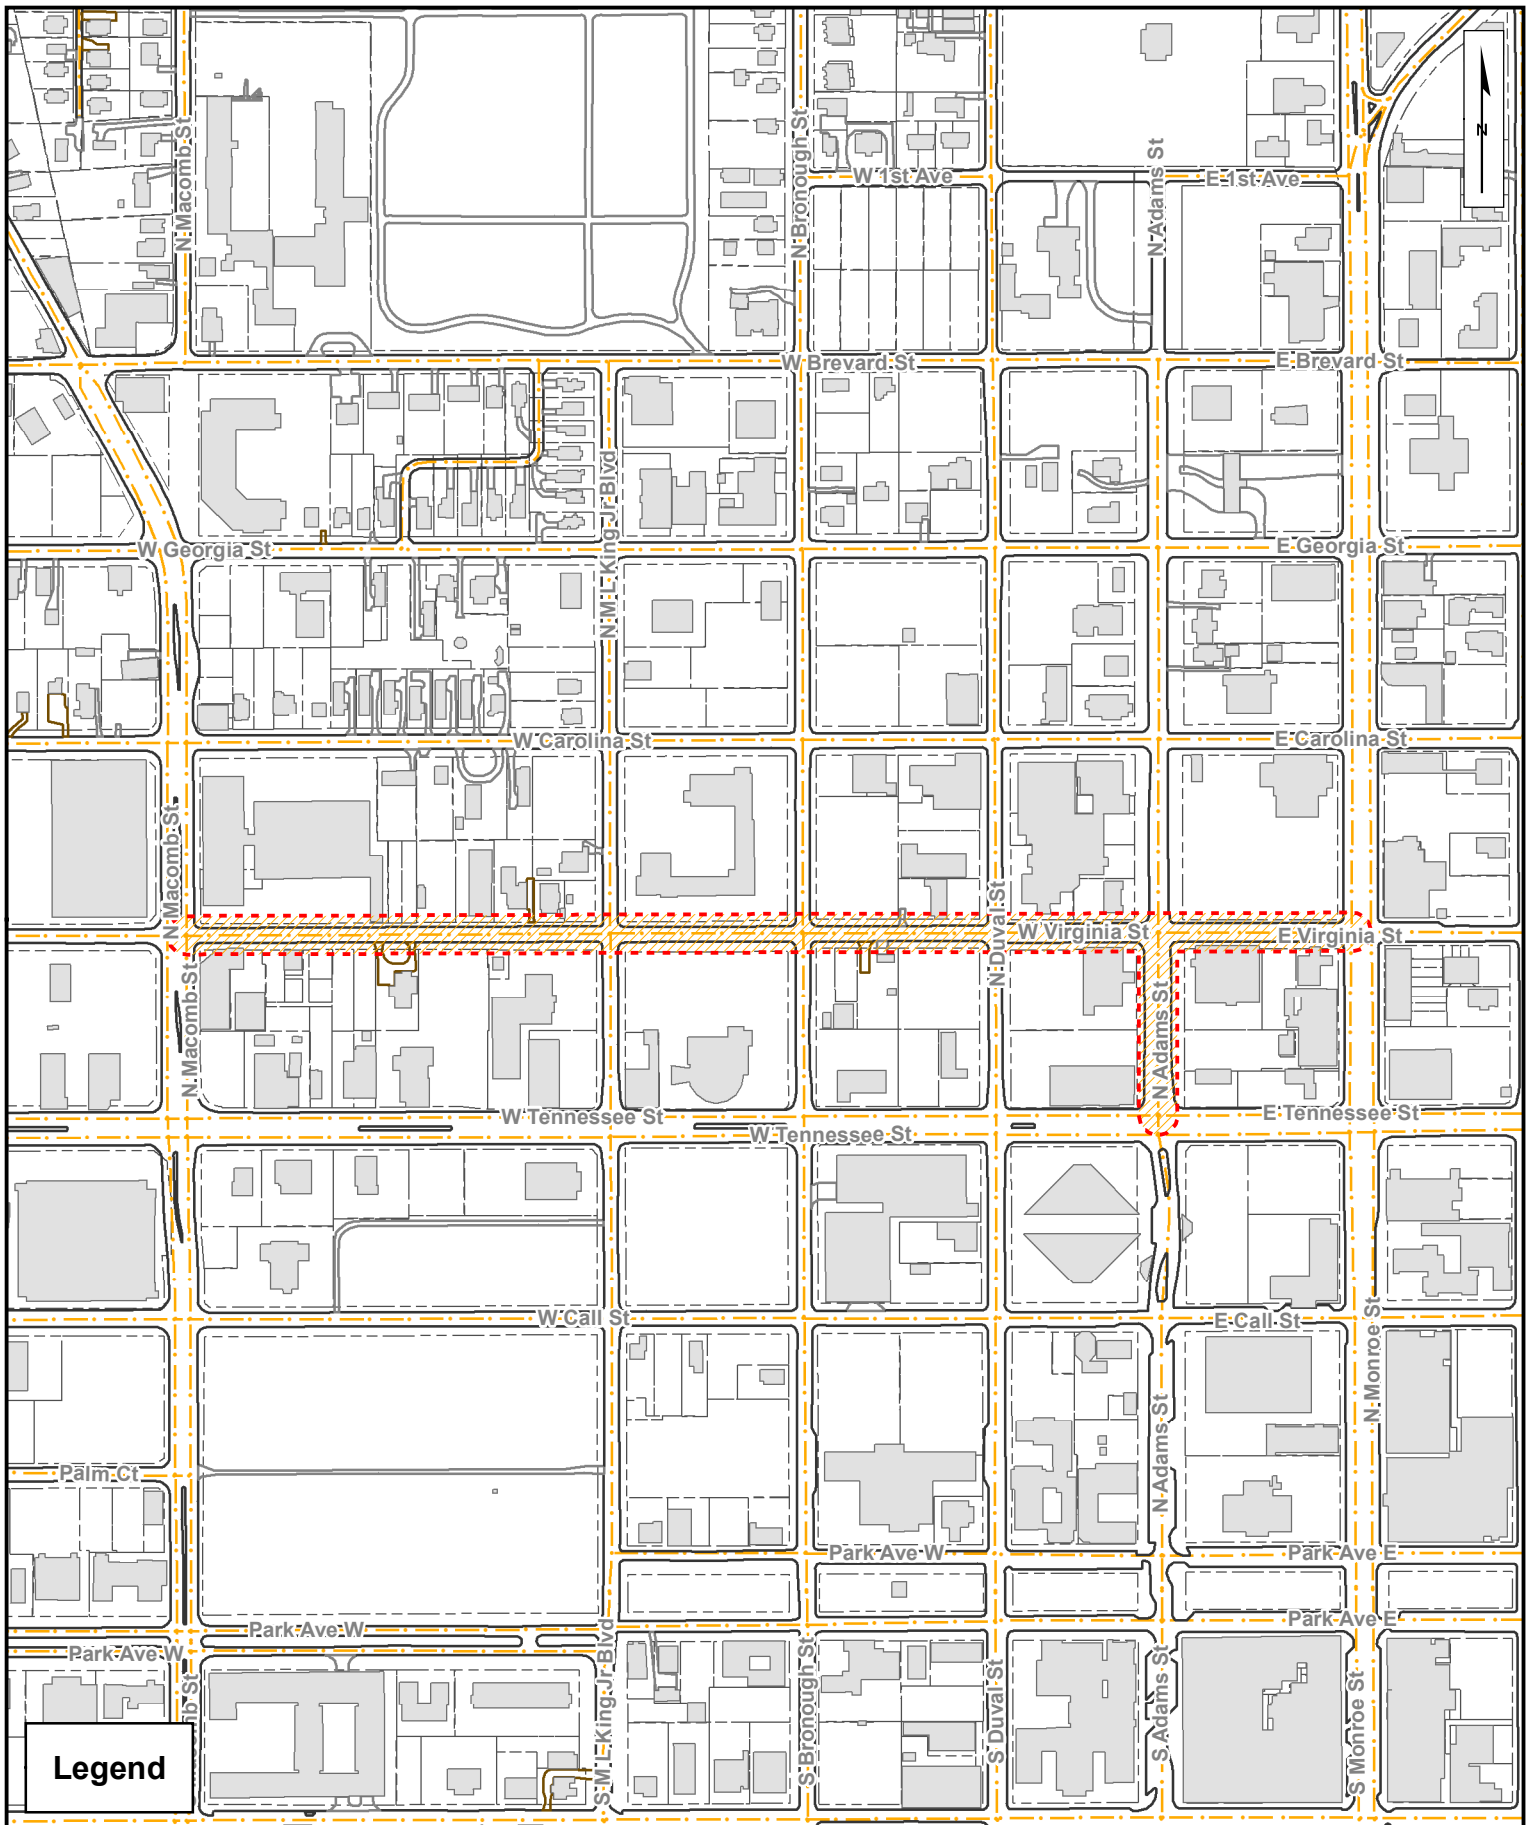 N Macomb St
N Bronough St
W 1st Ave
N Adams St
E 1st Ave
N
W Brevard St
E Brevard St
W Georgia St
N M L King Jr Blvd
E Georgia St
W Carolina St
E Carolina St
N Macomb St
N Duval St
W Virginia St
E Virginia St
N Macomb St
N Adams St
W Tennessee St
E Tennessee St
W Tennessee St
W Call St
E Call St
N Monroe St
N Adams St
Palm Ct
Park Ave W
Park Ave E
Park Ave W
Park Ave E
Park Ave W
mb St
S M L King Jr Blvd
S Bronough St
S Duval St
S Adams St
S Monroe St
Legend